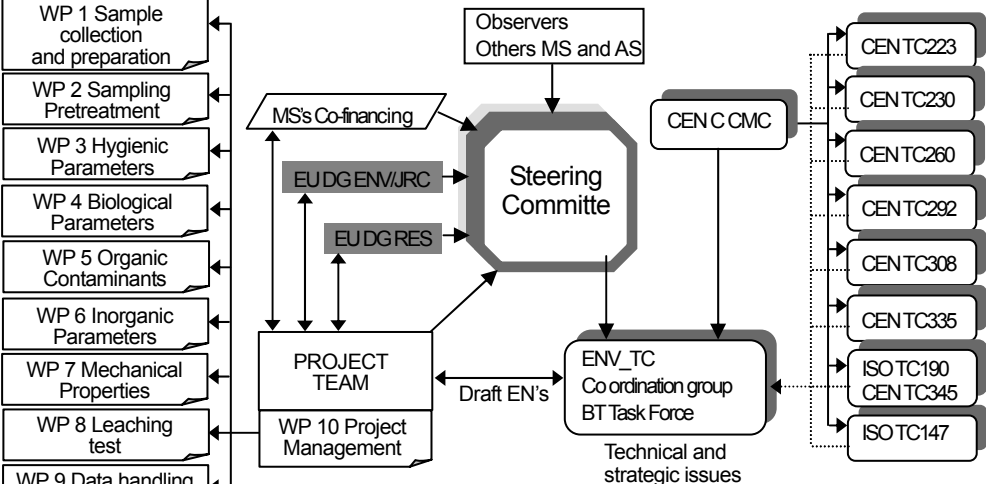 WP 1 Sample
collection
and preparation
WP 2 Sampling
Pretreatment
WP 3 Hygienic
Parameters
WP 4 Biological
Parameters
WP 5 Organic
Contaminants
WP 6 Inorganic
Parameters
WP 7 Mechanical
Properties
WP 8 Leaching
test
WP 9 Data handling
Observers
Others MS and AS
MS's Co-financing
EU DG ENV/JRC
EU DG RES
Steering
Committe
PROJECT
TEAM
WP 10 Project
Management
Draft EN's
CEN C CMC
ENV_TC
Co ordination group
BT Task Force
Technical and
strategic issues
CEN TC223
CEN TC230
CEN TC260
CEN TC292
CEN TC308
CEN TC335
ISO TC190
CEN TC345
ISO TC147